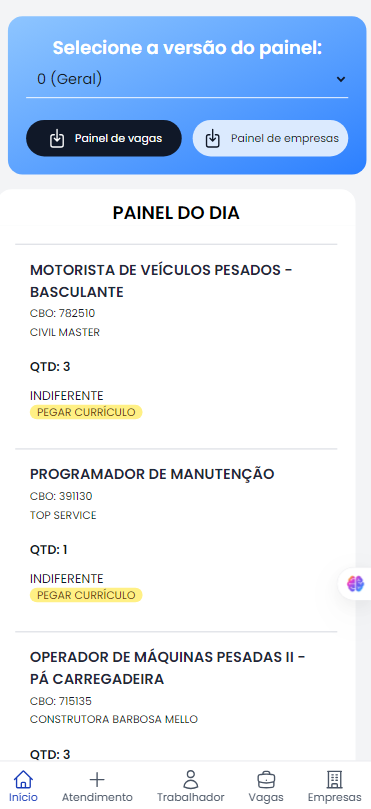 Selecione a versão do painel:
0 (Geral)
Painel de vagas
Painel de empresas
PAINEL DO DIA
MOTORISTA DE VEÍCULOS PESADOS -
BASCULANTE
CBO: 782510
CIVIL MASTER
QTD: 3
INDIFERENTE
PEGAR CURRÍCULO
PROGRAMADOR DE MANUTENÇÃO
CBO: 391130
TOP SERVICE
QTD: 1
INDIFERENTE
PEGAR CURRÍCULO
OPERADOR DE MÁQUINAS PESADAS II -
PÁ CARREGADEIRA
CBO: 715135
CONSTRUTORA BARBOSA MELLO
QTD: 3
Início
Atendimento
Trabalhador
Vagas
Empresas